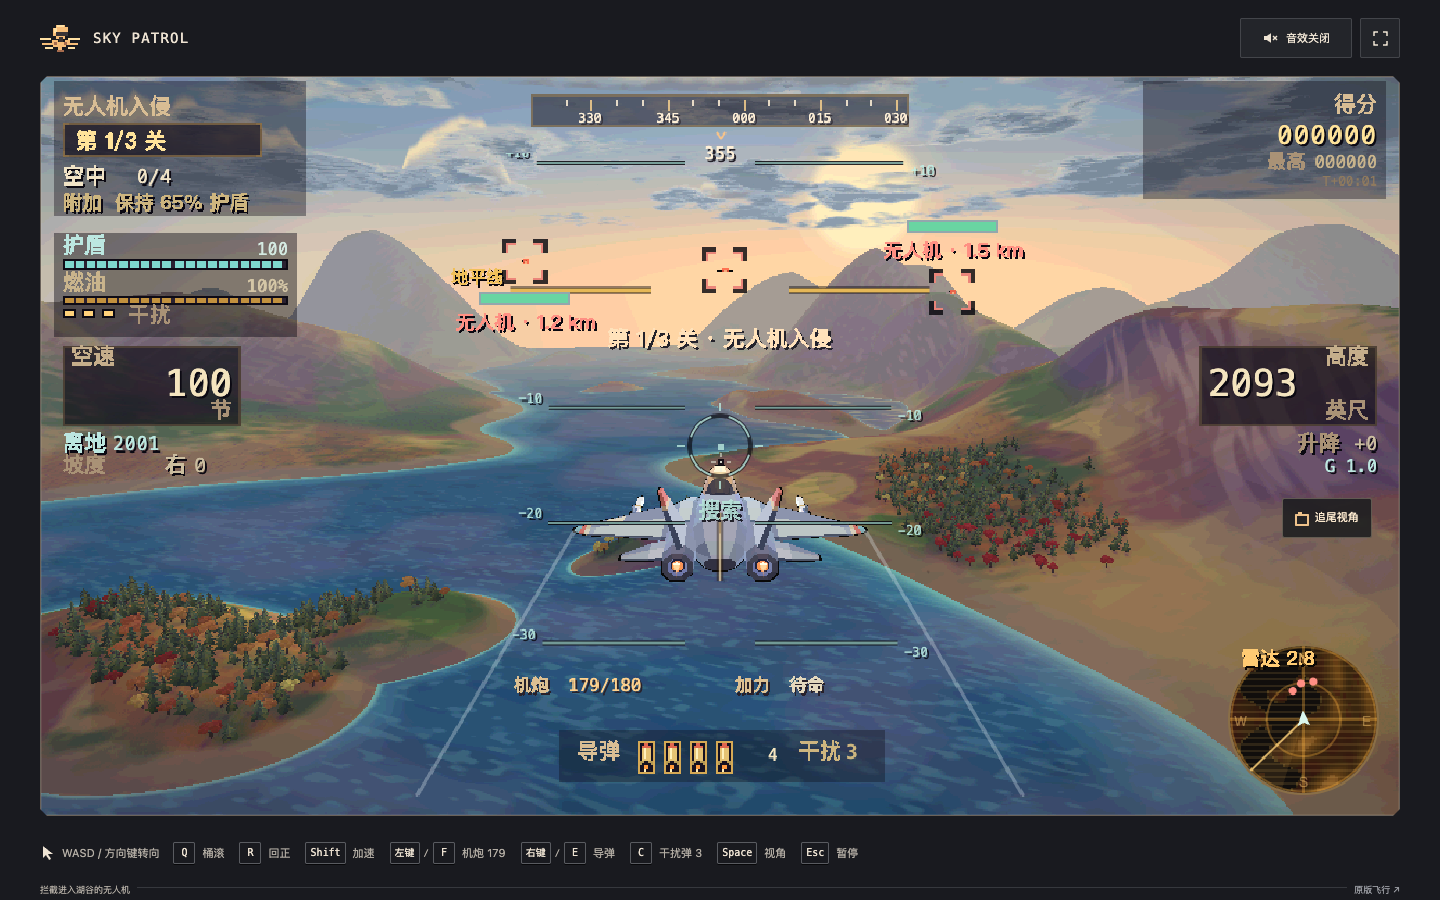 SKY PATROL
音效关闭
无人机入侵
第 1/3 关
空中 0/4
附加 保持 65% 护盾
护盾 100
燃油 100%
干扰
空速
100
节
离地 2001
坡度 右 0
330 345 000 015 030
355
+10 +10
得分
000000
最高 000000
T+00:01
无人机 · 1.5 km
地平线
无人机 · 1.2 km
第 1/3 关 · 无人机入侵
-10 -10
搜索
-20 -20
-30 -30
高度
2093
英尺
升降 +0
G 1.0
追尾视角
机炮 179/180 加力 待命
导弹 4 干扰 3
雷达 2.8
W E
S
WASD / 方向键转向 Q 桶滚 R 回正 Shift 加速 左键 / F 机炮 179 右键 / E 导弹 C 干扰弹 3 Space 视角 Esc 暂停
拦截进入湖谷的无人机
原版飞行 ↗